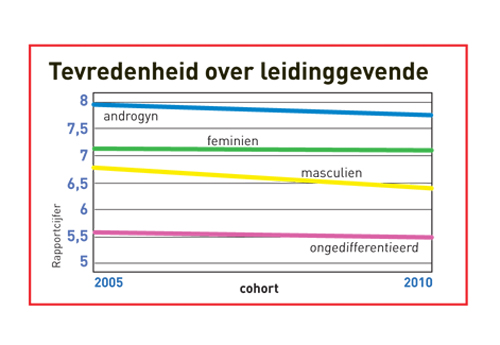 Tevredenheid over leidinggevende
8
androgyn
7,5
feminien
7
masculien
6,5
6
Rapportcijfer
5,5
ongedifferentieerd
5
2005
cohort
2010